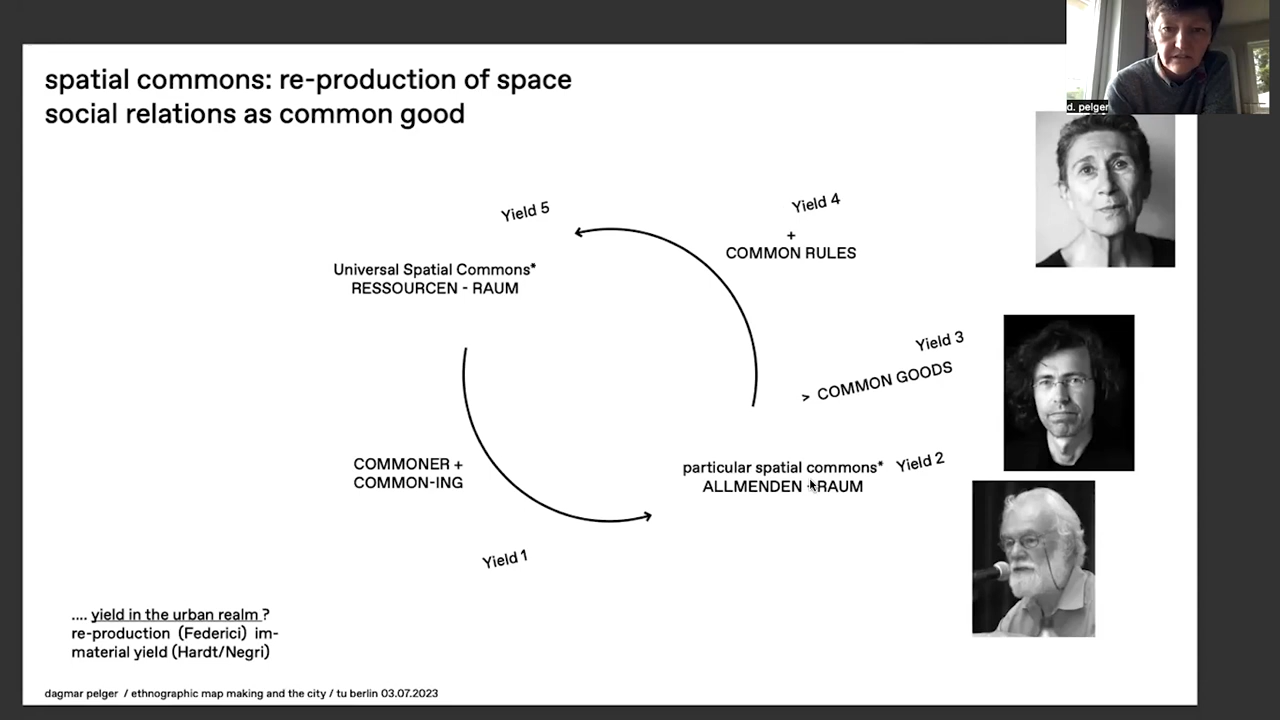 spatial commons: re-production of space
social relations as common good
d. pelger
Yield 5
Yield 4
+
COMMON RULES
Universal Spatial Commons*
RESSOURCEN - RAUM
Yield 3
> COMMON GOODS
COMMONER +
COMMON-ING
particular spatial commons*
Yield 2
ALLMENDEN - RAUM
Yield 1
.... yield in the urban realm ?
re-production (Federici) im-
material yield (Hardt/Negri)
dagmar pelger / ethnographic map making and the city / tu berlin 03.07.2023